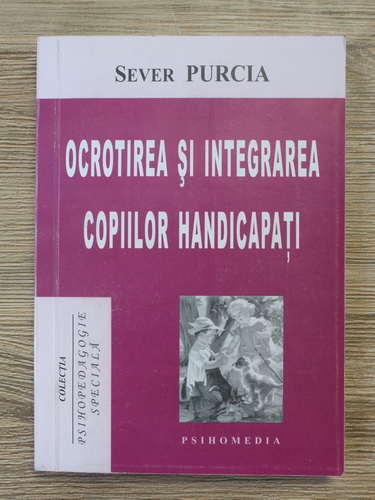 SEVER PURCIA
OCROTIREA ŞI INTEGRAREA
COPIILOR HANDICAPAŢI
COLECŢIA
PSIHOPEDAGOGIE
SPECIALĂ
PSIHOMEDIA